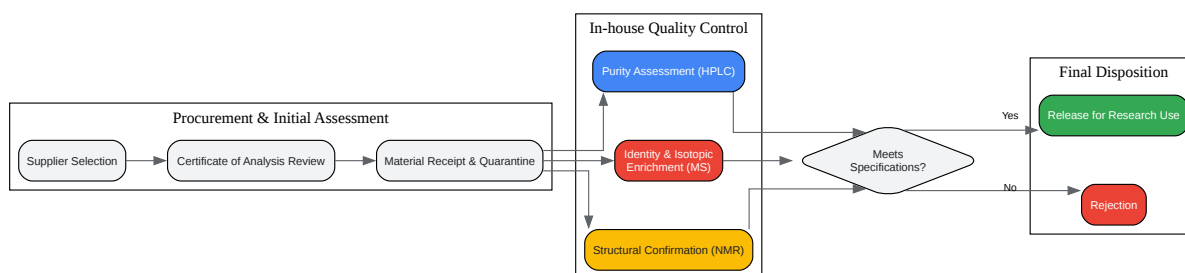 In-house Quality Control
Purity Assessment (HPLC)
Final Disposition
Procurement & Initial Assessment
Release for Research Use
Yes
Supplier Selection
Certificate of Analysis Review
Material Receipt & Quarantine
Identity & Isotopic
Enrichment (MS)
Meets
Specifications?
No
Rejection
Structural Confirmation (NMR)